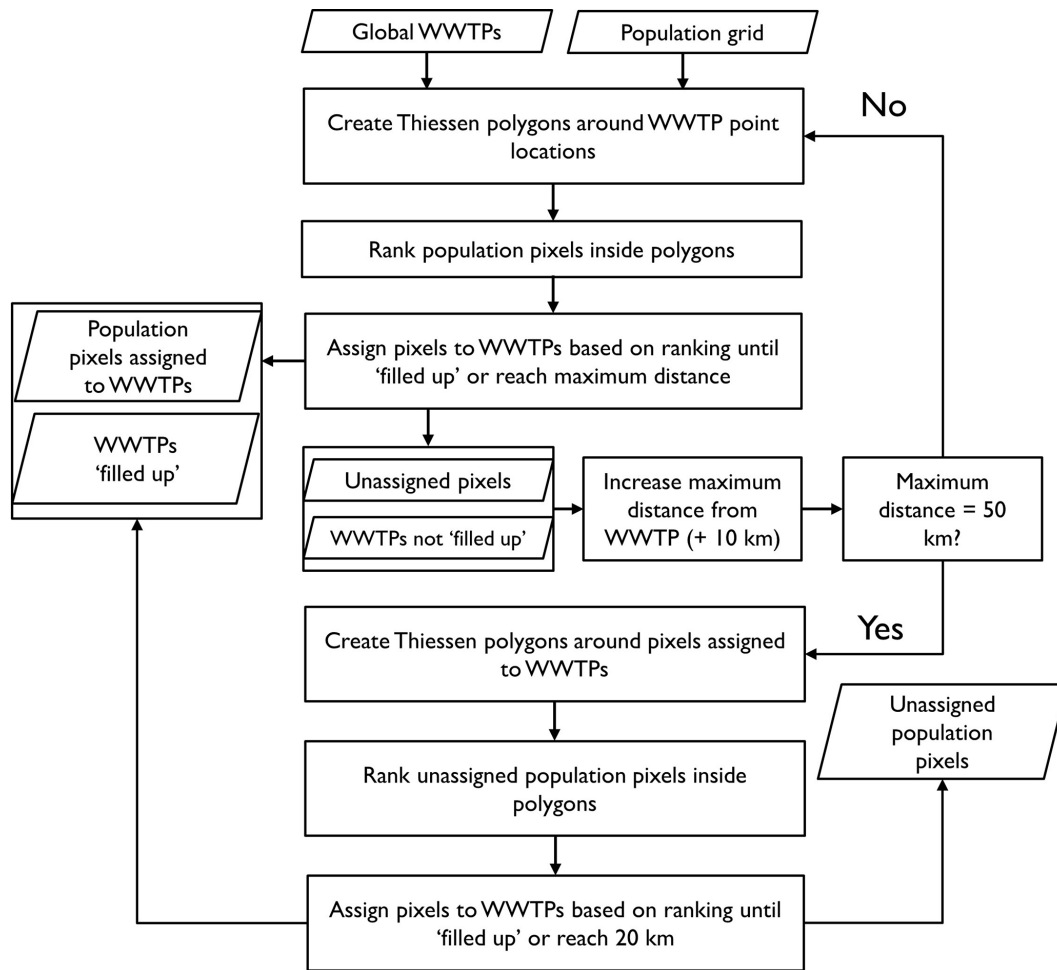 Global WWTPs
Population grid
Create Thiessen polygons around WWTP point
locations
No
Rank population pixels inside polygons
Population
pixels assigned
to WWTPs
Assign pixels to WWTPs based on ranking until
‘filled up’ or reach maximum distance
WWTPs
‘filled up’
Unassigned pixels
WWTPs not ‘filled up’
Increase maximum
distance from
WWTP (+ 10 km)
Maximum
distance = 50
km?
Yes
Create Thiessen polygons around pixels assigned
to WWTPs
Unassigned
population
pixels
Rank unassigned population pixels inside
polygons
Assign pixels to WWTPs based on ranking until
‘filled up’ or reach 20 km